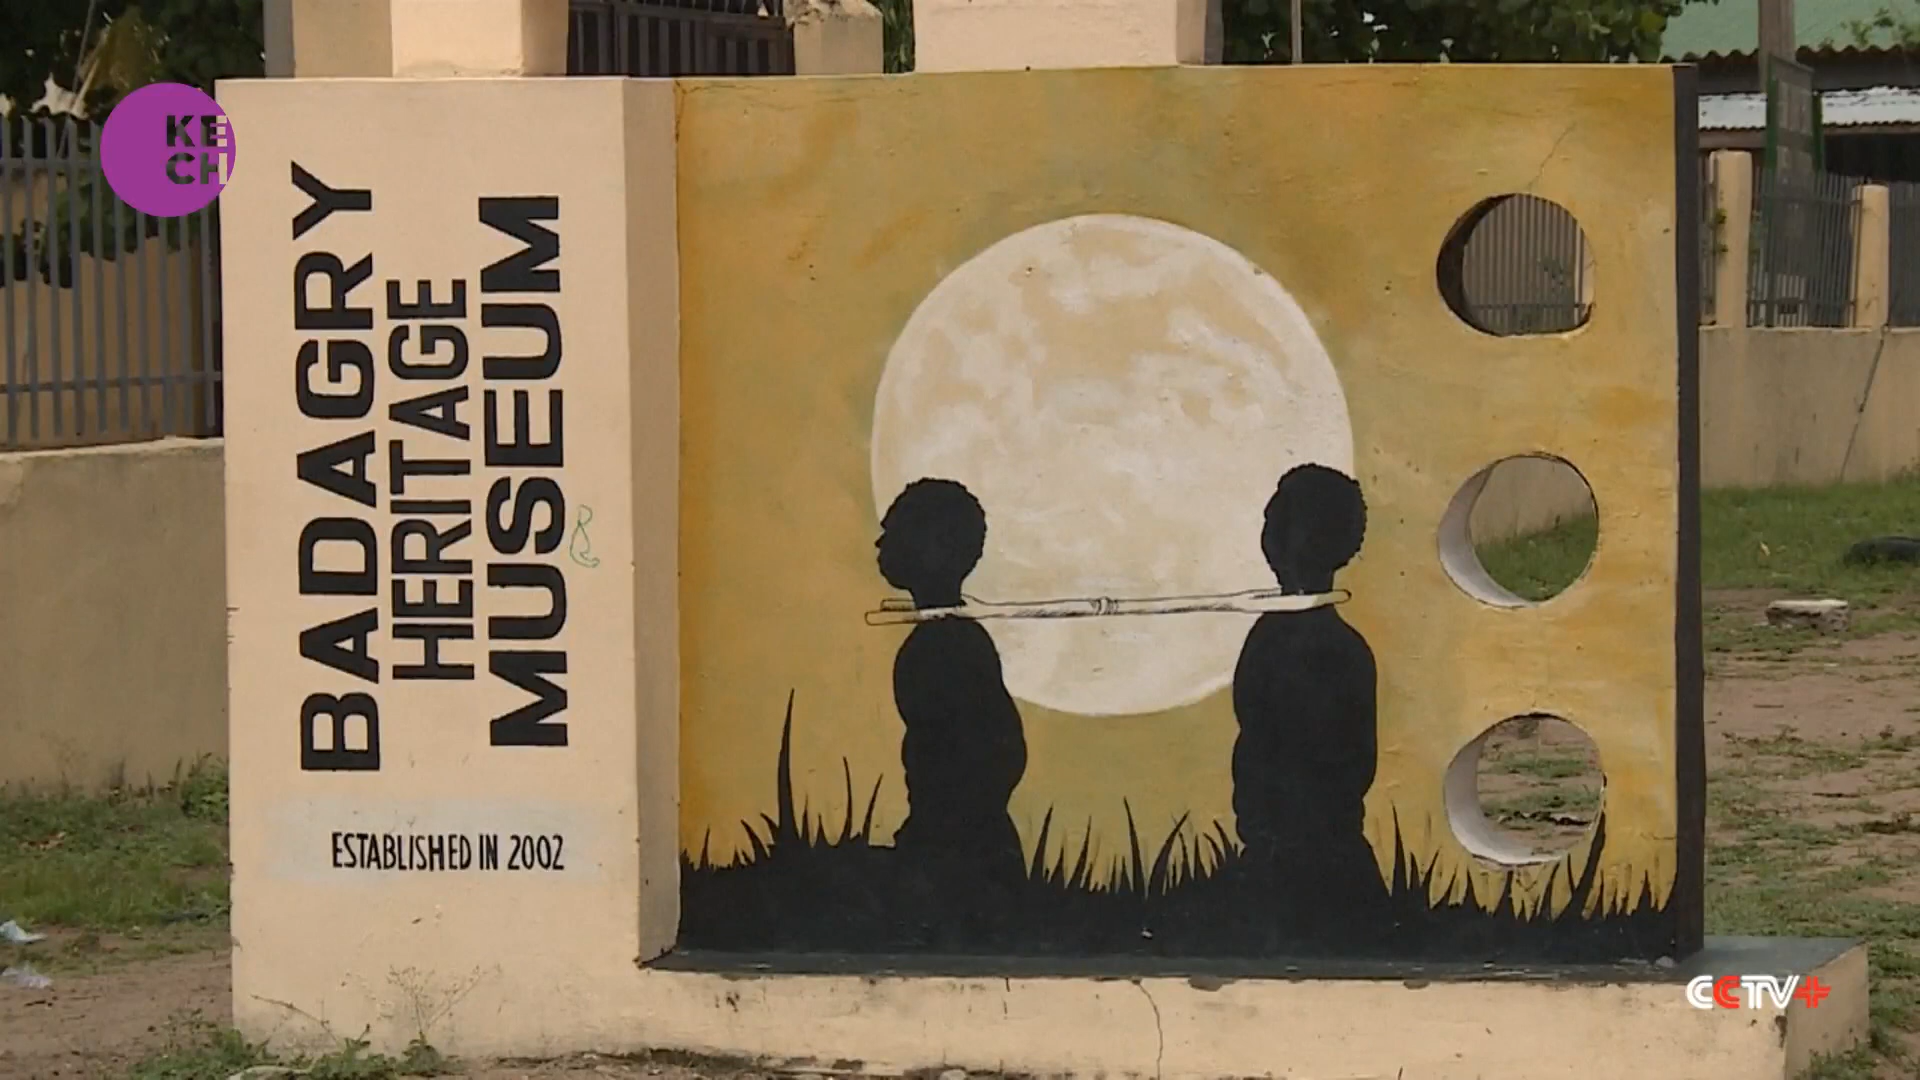 KE
CH
BADAGRY
HERITAGE
MUSEUM
ESTABLISHED IN 2002
CCTV+